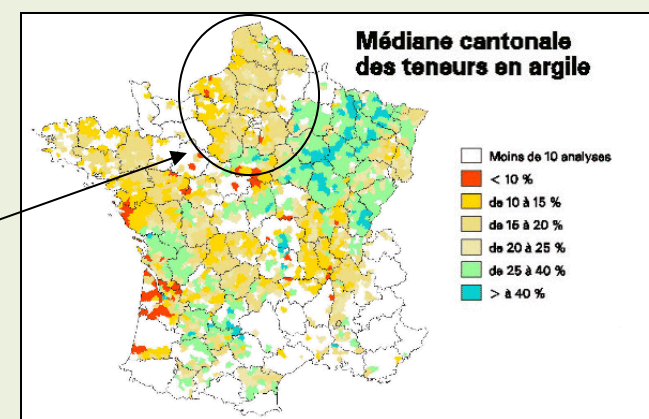 Médiane cantonale
des teneurs en argile
Moins de 10 analyses
< 10 %
de 10 à 15 %
de 15 à 20 %
de 20 à 25 %
de 25 à 40 %
> à 40 %